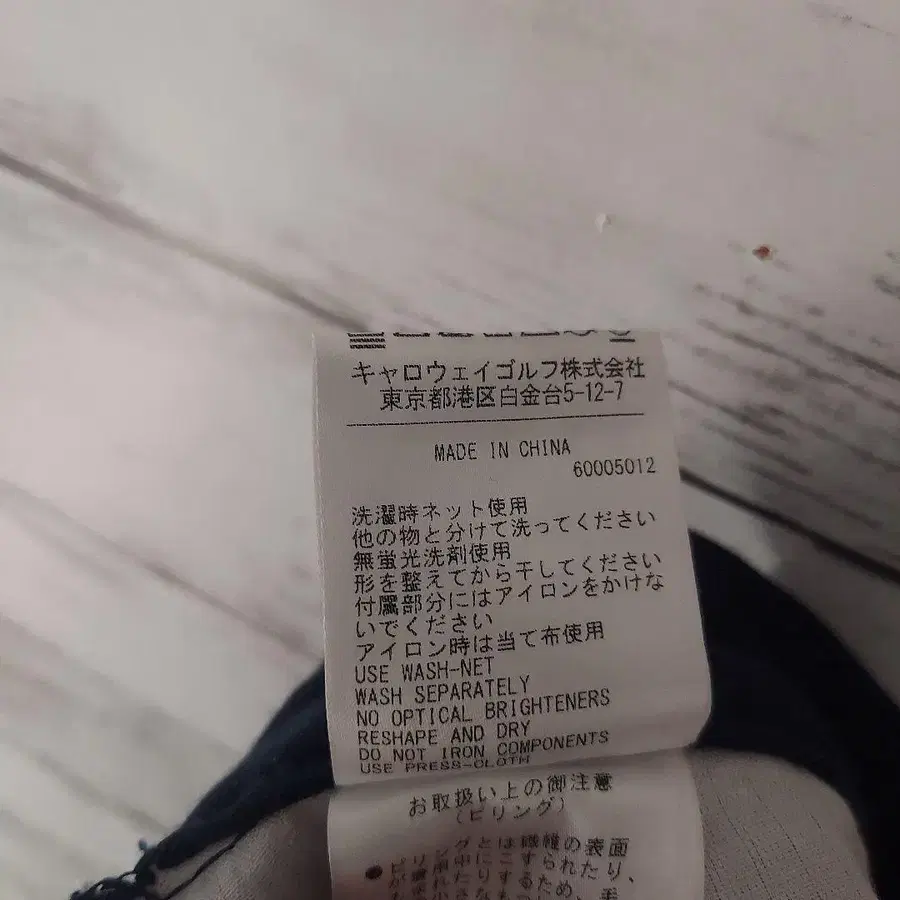 キャロウェイゴルフ株式会社
東京都港区白金台5-12-7
MADE IN CHINA
60005012
洗濯時ネット使用
他の物と分けて洗ってください
無蛍光洗剤使用
形を整えてから干してください
付属部分にはアイロンをかけな
いでください
アイロン時は当て布使用
USE WASH-NET
WASH SEPARATELY
NO OPTICAL BRIGHTENERS
RESHAPE AND DRY
DO NOT IRON COMPONENTS
USE PRESS-CLOTH
お取扱い上の御注意
(ピリング)